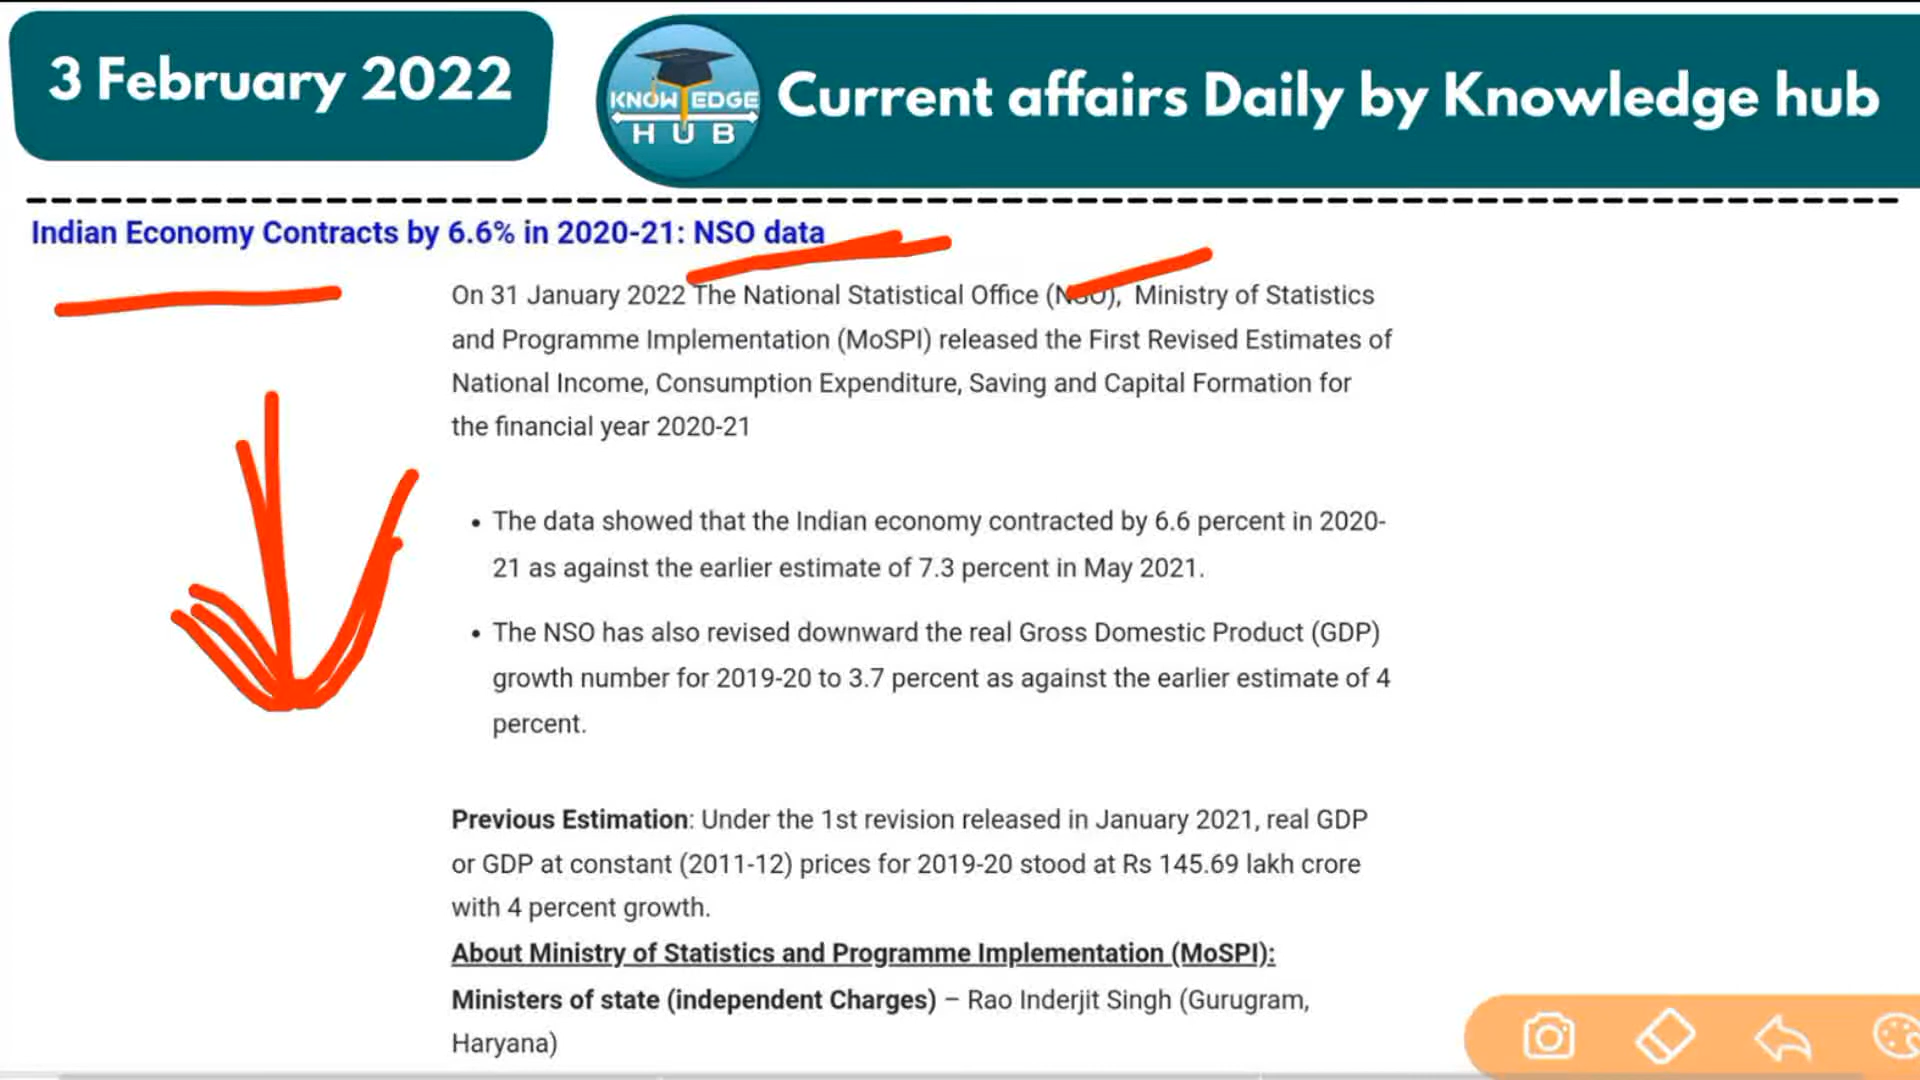 3 February 2022
KNOWLEDGE
HUB
Current affairs Daily by Knowledge hub
Indian Economy Contracts by 6.6% in 2020-21: NSO data
On 31 January 2022 The National Statistical Office (NSO), Ministry of Statistics
and Programme Implementation (MoSPI) released the First Revised Estimates of
National Income, Consumption Expenditure, Saving and Capital Formation for
the financial year 2020-21
• The data showed that the Indian economy contracted by 6.6 percent in 2020-
21 as against the earlier estimate of 7.3 percent in May 2021.
• The NSO has also revised downward the real Gross Domestic Product (GDP)
growth number for 2019-20 to 3.7 percent as against the earlier estimate of 4
percent.
Previous Estimation: Under the 1st revision released in January 2021, real GDP
or GDP at constant (2011-12) prices for 2019-20 stood at Rs 145.69 lakh crore
with 4 percent growth.
About Ministry of Statistics and Programme Implementation (MoSPI):
Ministers of state (independent Charges) – Rao Inderjit Singh (Gurugram,
Haryana)